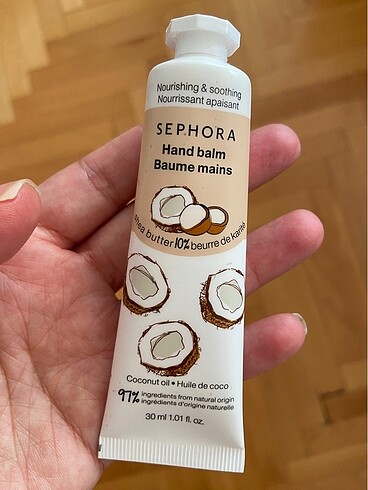 Nourishing & soothing
Nourrissant apaisant
SEPHORA
Hand balm
Baume mains
shea butter 10% beurre de karité
Coconut oil • Huile de coco
97% ingredients from natural origin
ingrédients d'origine naturelle
30 ml 1.01 fl. oz.